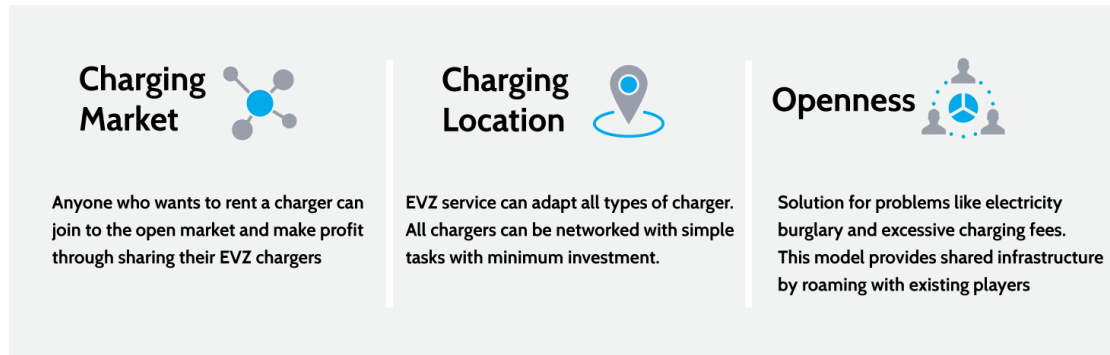 Charging
Market
Anyone who wants to rent a charger can
join to the open market and make profit
through sharing their EVZ chargers
Charging
Location
EVZ service can adapt all types of charger.
All chargers can be networked with simple
tasks with minimum investment.
Openness
Solution for problems like electricity
burglary and excessive charging fees.
This model provides shared infrastructure
by roaming with existing players